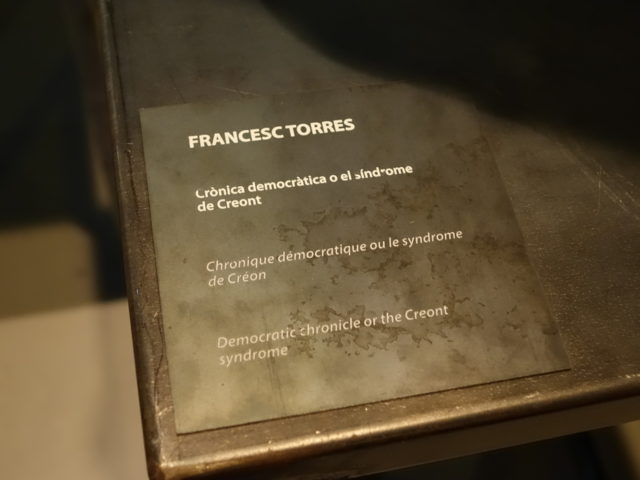 FRANCESC TORRES
Crònica democràtica o el síndrome
de Creont
Chronique démocratique ou le syndrome
de Créon
Democratic chronicle or the Creont
syndrome